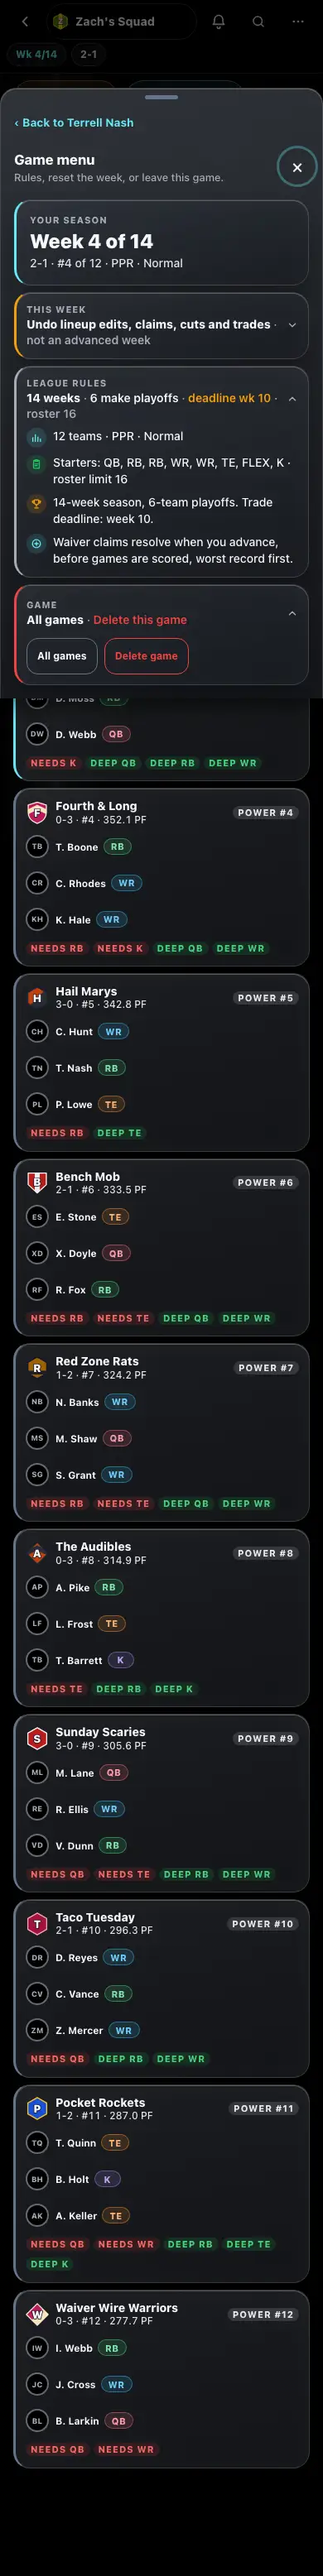 Zach's Squad
Wk 4/14
2-1
‹ Back to Terrell Nash
Game menu
Rules, reset the week, or leave this game.
YOUR SEASON
Week 4 of 14
2-1 · #4 of 12 · PPR · Normal
THIS WEEK
Undo lineup edits, claims, cuts and trades ·
not an advanced week
LEAGUE RULES
14 weeks · 6 make playoffs · deadline wk 10 ·
roster 16
12 teams · PPR · Normal
Starters: QB, RB, RB, WR, WR, TE, FLEX, K ·
roster limit 16
14-week season, 6-team playoffs. Trade
deadline: week 10.
Waiver claims resolve when you advance,
before games are scored, worst record first.
GAME
All games · Delete this game
All games
Delete game
D. Moss RB
DW D. Webb QB
NEEDS K DEEP QB DEEP RB DEEP WR
F Fourth & Long
POWER #4
0-3 · #4 · 352.1 PF
TB T. Boone RB
CR C. Rhodes WR
KH K. Hale WR
NEEDS RB NEEDS K DEEP QB DEEP WR
H Hail Marys
POWER #5
3-0 · #5 · 342.8 PF
CH C. Hunt WR
TN T. Nash RB
PL P. Lowe TE
NEEDS RB DEEP TE
B Bench Mob
POWER #6
2-1 · #6 · 333.5 PF
ES E. Stone TE
XD X. Doyle QB
RF R. Fox RB
NEEDS RB NEEDS TE DEEP QB DEEP WR
R Red Zone Rats
POWER #7
1-2 · #7 · 324.2 PF
NB N. Banks WR
MS M. Shaw QB
SG S. Grant WR
NEEDS RB NEEDS TE DEEP QB DEEP WR
A The Audibles
POWER #8
0-3 · #8 · 314.9 PF
AP A. Pike RB
LF L. Frost TE
TB T. Barrett K
NEEDS TE DEEP RB DEEP K
S Sunday Scaries
POWER #9
3-0 · #9 · 305.6 PF
ML M. Lane QB
RE R. Ellis WR
VD V. Dunn RB
NEEDS QB NEEDS TE DEEP RB DEEP WR
T Taco Tuesday
POWER #10
2-1 · #10 · 296.3 PF
DR D. Reyes WR
CV C. Vance RB
ZM Z. Mercer WR
NEEDS QB DEEP RB DEEP WR
P Pocket Rockets
POWER #11
1-2 · #11 · 287.0 PF
TQ T. Quinn TE
BH B. Holt K
AK A. Keller TE
NEEDS QB NEEDS WR DEEP RB DEEP TE
DEEP K
W Waiver Wire Warriors
POWER #12
0-3 · #12 · 277.7 PF
IW I. Webb RB
JC J. Cross WR
BL B. Larkin QB
NEEDS QB NEEDS WR